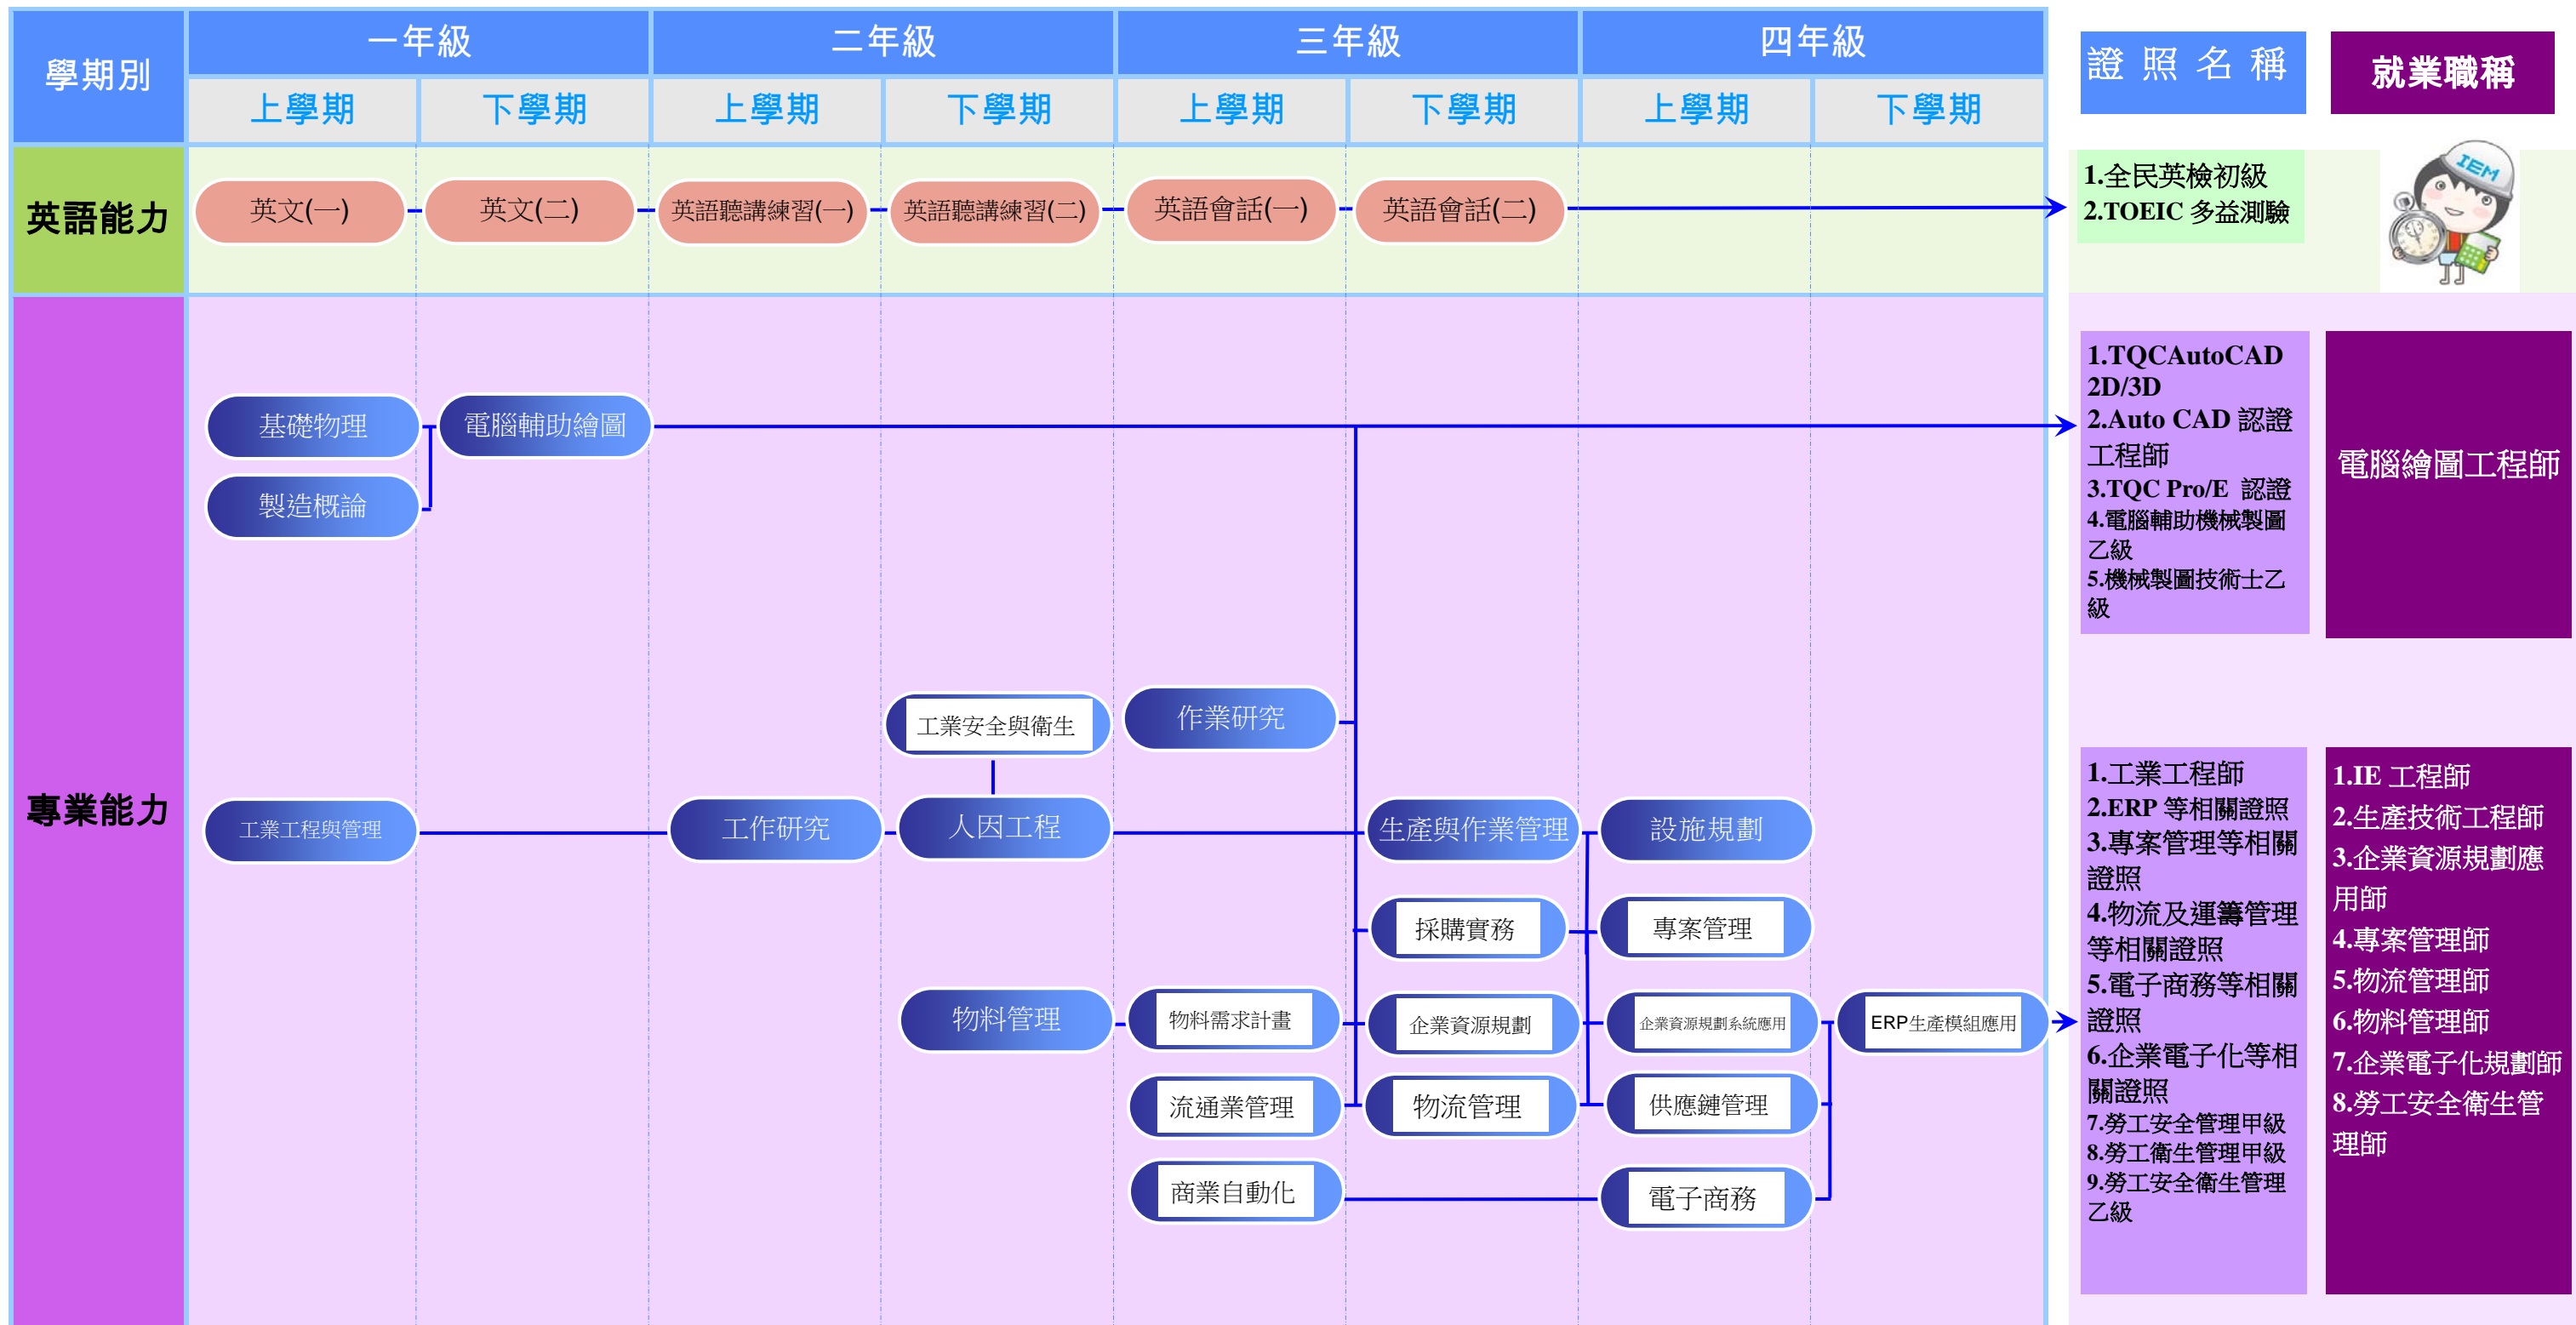 學期別
一年級
二年級
三年級
四年級
證 照 名 稱
就業職稱
上學期
下學期
上學期
下學期
上學期
下學期
上學期
下學期
IEM
英語能力
英文(一)
英文(二)
英語聽講練習(一)
英語聽講練習(二)
英語會話(一)
英語會話(二)
1.全民英檢初級
2.TOEIC 多益測驗
專業能力
基礎物理
電腦輔助繪圖
製造概論
1.TQCAutoCAD
2D/3D
2.Auto CAD 認證
工程師
3.TQC Pro/E 認證
4.電腦輔助機械製圖
乙級
5.機械製圖技術士乙
級
電腦繪圖工程師
工業安全與衛生
作業研究
工業工程與管理
工作研究
人因工程
生產與作業管理
設施規劃
採購實務
專案管理
物料管理
物料需求計畫
企業資源規劃
企業資源規劃系統應用
ERP生產模組應用
流通業管理
物流管理
供應鏈管理
商業自動化
電子商務
1.工業工程師
2.ERP 等相關證照
3.專案管理等相關
證照
4.物流及運籌管理
等相關證照
5.電子商務等相關
證照
6.企業電子化等相
關證照
7.勞工安全管理甲級
8.勞工衛生管理甲級
9.勞工安全衛生管理
乙級
1.IE 工程師
2.生產技術工程師
3.企業資源規劃應
用師
4.專案管理師
5.物流管理師
6.物料管理師
7.企業電子化規劃師
8.勞工安全衛生管
理師